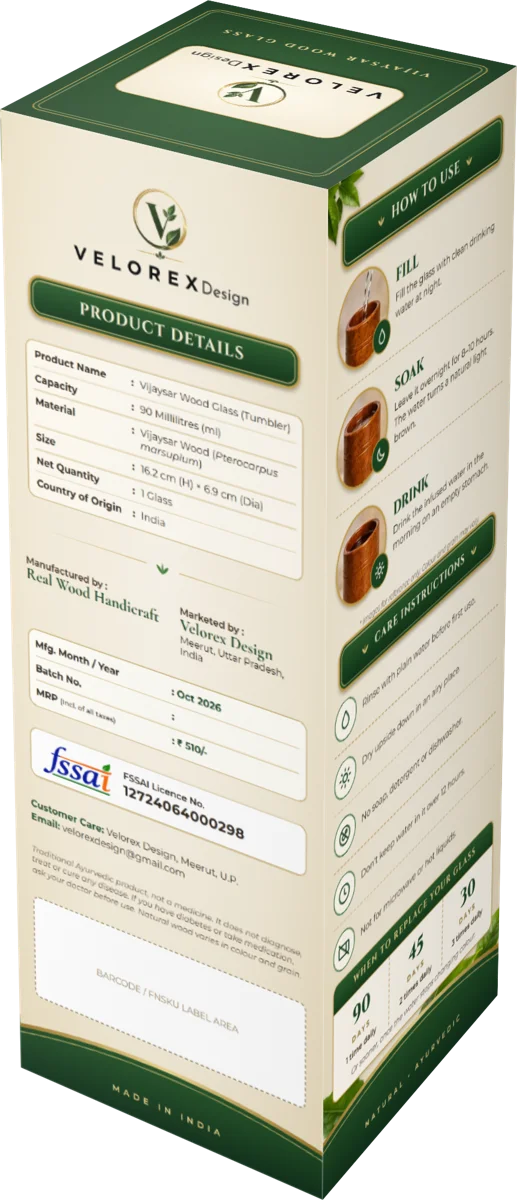 VIJAYSAR WOOD GLASS
VELOREX Design
VELOREX Design
PRODUCT DETAILS
Product Name : Vijaysar Wood Glass (Tumbler)
Capacity : 90 Millilitres (ml)
Material : Vijaysar Wood (Pterocarpus
marsupium)
Size : 16.2 cm (H) * 6.9 cm (Dia)
Net Quantity : 1 Glass
Country of Origin : India
Manufactured by :
Real Wood Handicraft
Marketed by :
Velorex Design
Meerut, Uttar Pradesh,
India
Mfg. Month / Year : Oct 2026
Batch No. :
MRP (Incl. of all taxes) : ₹ 510/-
fssai
FSSAI Licence No.
12724064000298
Customer Care: Velorex Design, Meerut, U.P.
Email: velorexdesign@gmail.com
Traditional Ayurvedic product, not a medicine. It does not diagnose,
treat or cure any disease. If you have diabetes or take medication,
ask your doctor before use. Natural wood varies in colour and grain.
BARCODE / FNSKU LABEL AREA
MADE IN INDIA
HOW TO USE
FILL
Fill the glass with clean drinking
water at night.
SOAK
Leave it overnight for 8-10 hours.
The water turns a natural light
brown.
DRINK
Drink the infused water in the
morning on an empty stomach.
CARE INSTRUCTIONS
Rinse with plain water before first use.
Dry upside down in an airy place
No soap, detergent or dishwasher.
Don't keep water in it over 12 hours.
Not for microwave or hot liquids.
WHEN TO REPLACE YOUR GLASS
90
DAYS
1 time daily
45
DAYS
2 times daily
30
DAYS
3 times daily
Or sooner, once the water stops changing colour.
NATURAL · AYURVEDIC